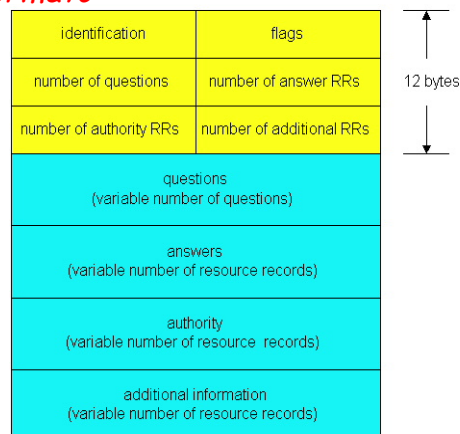 identification
flags
number of questions
number of answer RRs
12 bytes
number of authority RRs
number of additional RRs
questions
(variable number of questions)
answers
(variable number of resource records)
authority
(variable number of resource records)
additional information
(variable number of resource records)